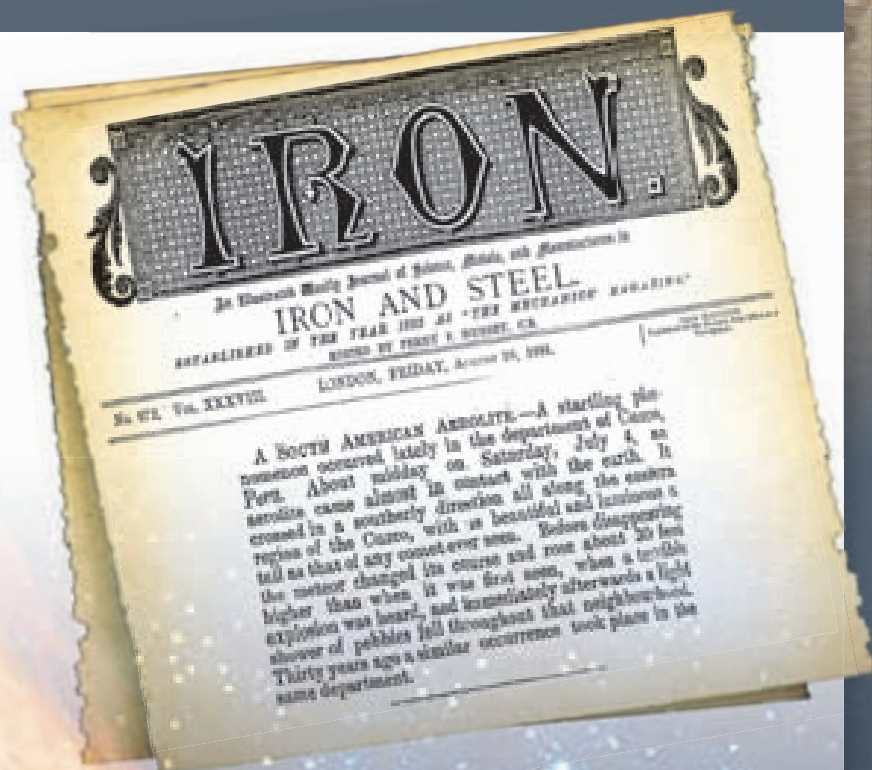 IRON.
An Illustrated Weekly Journal of Science, Metals, and Manufactures in
IRON AND STEEL.
ESTABLISHED IN THE YEAR AS "THE MECHANICS' MAGAZINE."
EDITED BY PERRY F. NURSEY, C.E.
VOL. XXXVIII. LONDON, FRIDAY, AUGUST
A SOUTH AMERICAN AEROLITE.—A startling phe-
nomenon occurred lately in the department of Cuzco,
Peru. About midday on Saturday, July 4, an
aerolite came almost in contact with the earth. It
crossed in a southerly direction all along the eastern
region of the Cuzco, with as beautiful and luminous a
tail as that of any comet ever seen. Before disappearing
the meteor changed its course and rose about 20 feet
higher than when it was first seen, when a terrible
explosion was heard, and immediately afterwards a light
shower of pebbles fell throughout that neighbourhood.
Thirty years ago a similar occurrence took place in the
same department.